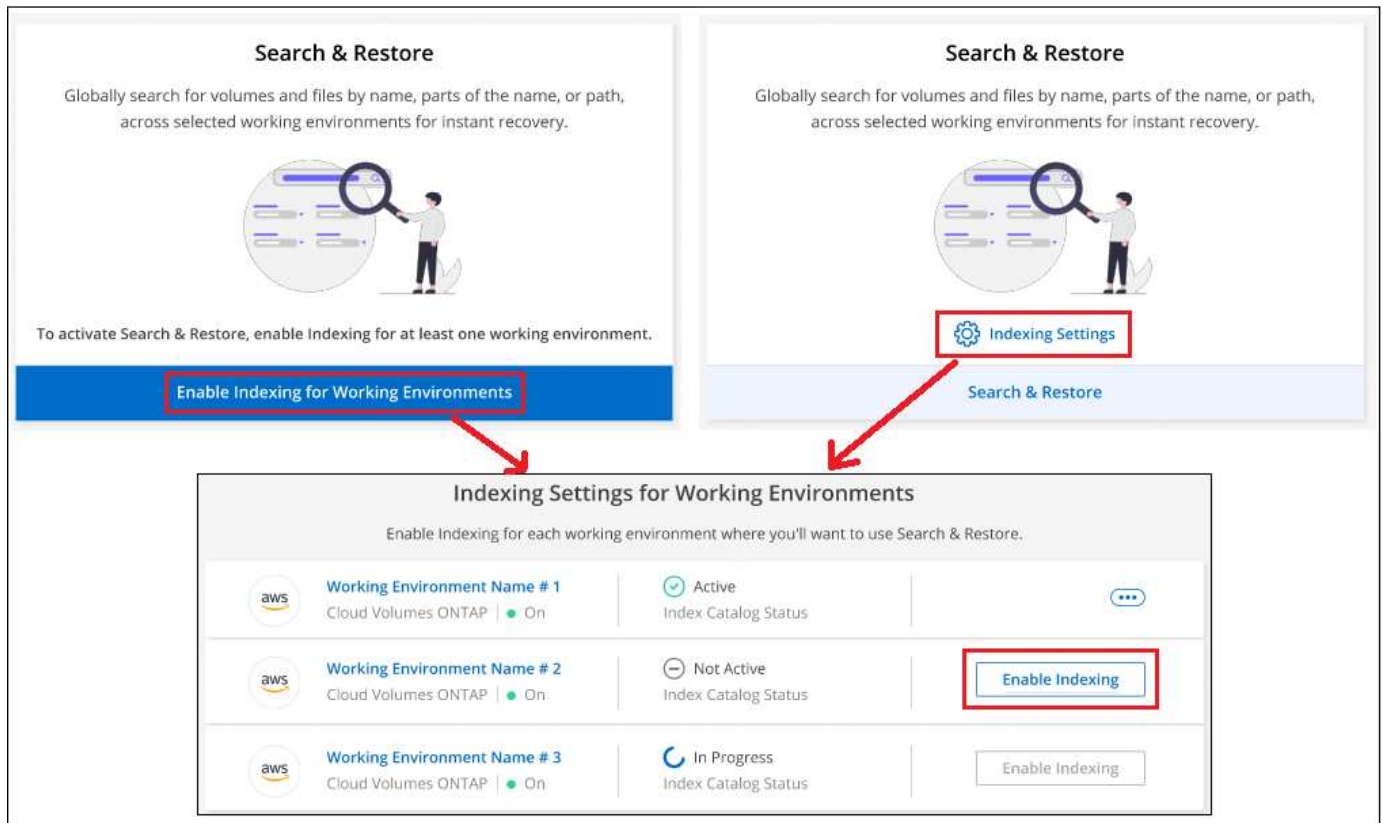 Search & Restore
Globally search for volumes and files by name, parts of the name, or path,
across selected working environments for instant recovery.
To activate Search & Restore, enable Indexing for at least one working environment.
Enable Indexing for Working Environments
Search & Restore
Globally search for volumes and files by name, parts of the name, or path,
across selected working environments for instant recovery.
Indexing Settings
Search & Restore
Indexing Settings for Working Environments
Enable Indexing for each working environment where you'll want to use Search & Restore.
aws
Working Environment Name # 1
Cloud Volumes ONTAP | On
Active
Index Catalog Status
aws
Working Environment Name # 2
Cloud Volumes ONTAP | On
Not Active
Index Catalog Status
Enable Indexing
aws
Working Environment Name # 3
Cloud Volumes ONTAP | On
In Progress
Index Catalog Status
Enable Indexing